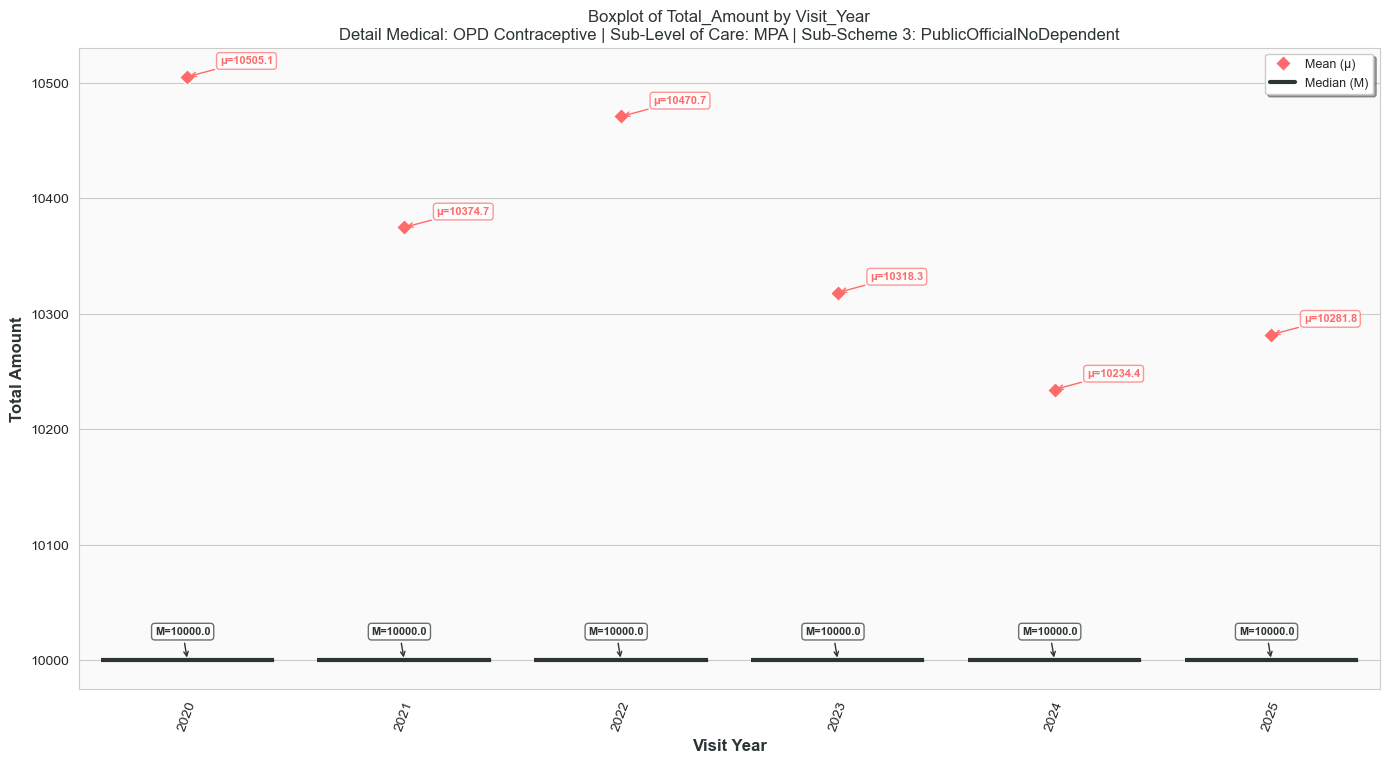 Boxplot of Total_Amount by Visit_Year
Detail Medical: OPD Contraceptive | Sub-Level of Care: MPA | Sub-Scheme 3: PublicOfficialNoDependent
Mean (μ)
Median (M)
Total Amount
10500
10400
10300
10200
10100
10000
μ=10505.1
μ=10374.7
μ=10470.7
μ=10318.3
μ=10234.4
μ=10281.8
M=10000.0
M=10000.0
M=10000.0
M=10000.0
M=10000.0
M=10000.0
2020
2021
2022
2023
2024
2025
Visit Year